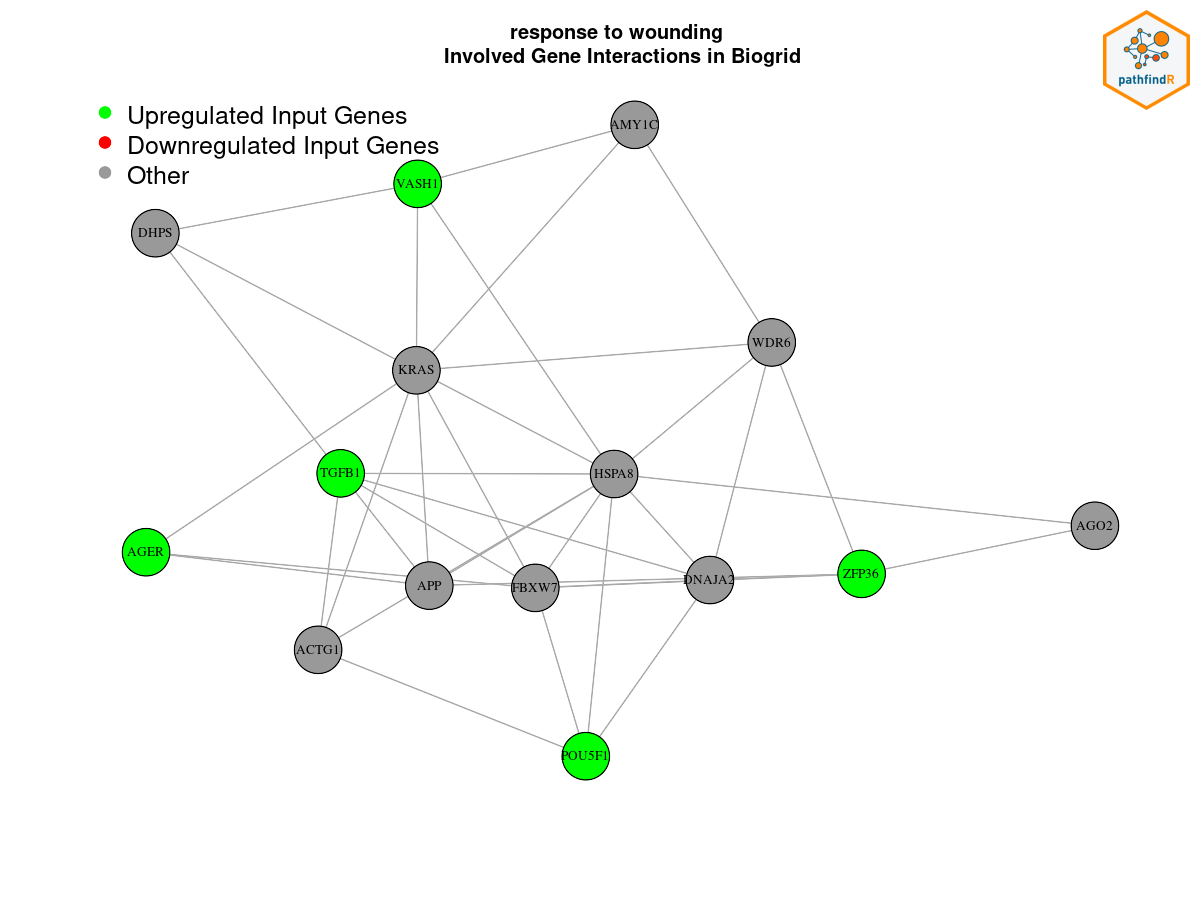 response to wounding
Involved Gene Interactions in Biogrid
pathfindR
Upregulated Input Genes
Downregulated Input Genes
Other
AMY1C
VASH1
DHPS
WDR6
KRAS
TGFB1
HSPA8
AGO2
AGER
APP
FBXW7
DNAJA2
ZFP36
ACTG1
POU5F1